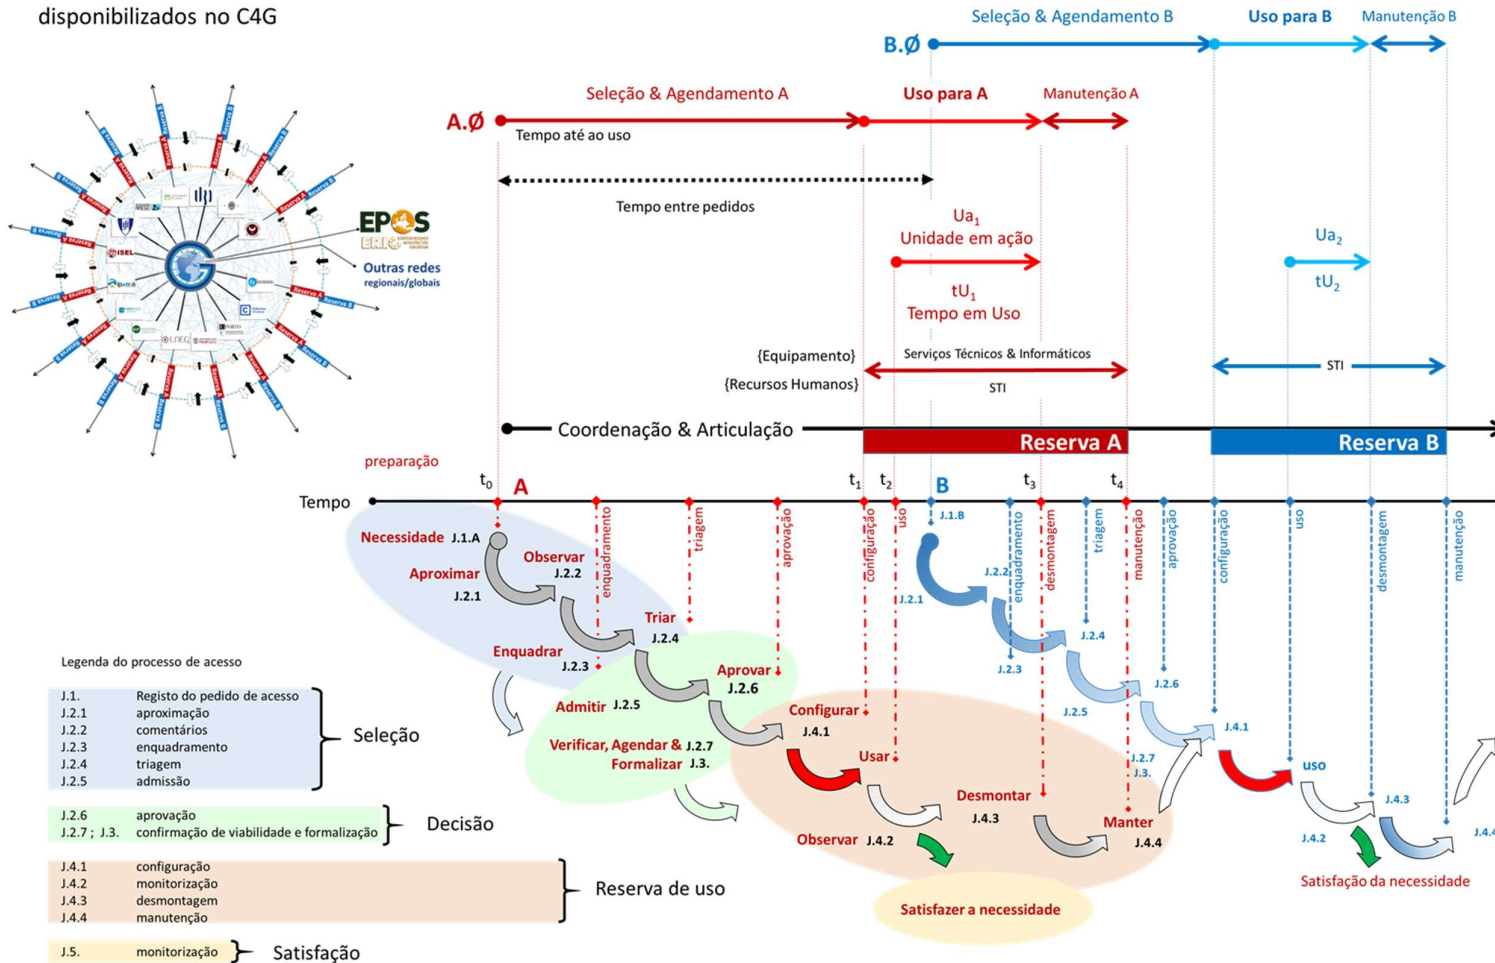 disponibilizados no C4G
Seleção & Agendamento B
Uso para B
Manutenção B
B.Ø
Seleção & Agendamento A
Uso para A
Manutenção A
A.Ø
Tempo até ao uso
Tempo entre pedidos
Ua1
Unidade em ação
tU1
Tempo em Uso
Ua2
tU2
EPOS
ERIC
Outras redes
regionais/globais
Reserva A
Reserva B
ISEL
LNEG
PORTO
{Equipamento}
{Recursos Humanos}
Serviços Técnicos & Informáticos
STI
STI
Coordenação & Articulação
Reserva A
Reserva B
preparação
Tempo
t0
A
t1
t2
B
t3
t4
enquadramento
triagem
aprovação
configuração
uso
J.1.B
enquadramento
desmontagem
triagem
manutenção
aprovação
configuração
uso
desmontagem
manutenção
Necessidade J.1.A
Aproximar
J.2.1
Observar
J.2.2
Enquadrar
J.2.3
Triar
J.2.4
Admitir J.2.5
Aprovar
J.2.6
Verificar, Agendar & J.2.7
Formalizar J.3.
Configurar
J.4.1
Usar
Observar J.4.2
Desmontar
J.4.3
Manter
J.4.4
Satisfazer a necessidade
J.2.1
J.2.2
J.2.3
J.2.4
J.2.5
J.2.6
J.2.7
J.3.
J.4.1
uso
J.4.2
J.4.3
J.4.4
Satisfação da necessidade
Legenda do processo de acesso
J.1. Registo do pedido de acesso
J.2.1 aproximação
J.2.2 comentários
J.2.3 enquadramento
J.2.4 triagem
J.2.5 admissão
Seleção
J.2.6 aprovação
J.2.7 ; J.3. confirmação de viabilidade e formalização
Decisão
J.4.1 configuração
J.4.2 monitorização
J.4.3 desmontagem
J.4.4 manutenção
Reserva de uso
J.5. monitorização
Satisfação